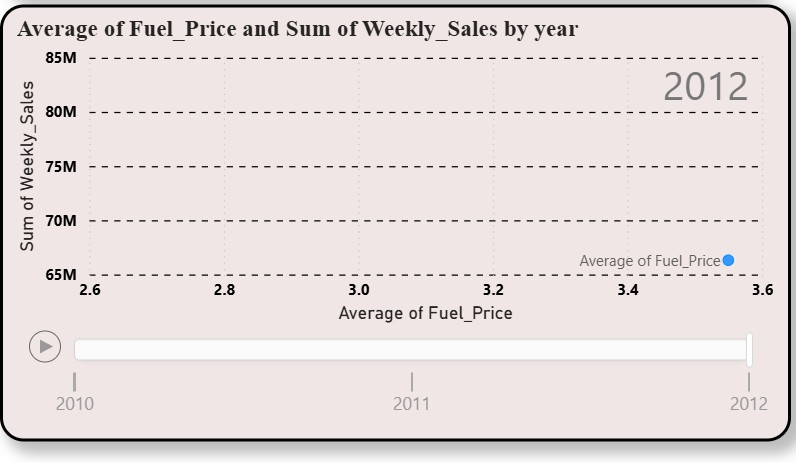 Average of Fuel_Price and Sum of Weekly_Sales by year
85M
2012
80M
75M
70M
65M
Sum of Weekly_Sales
Average of Fuel_Price
2.6 2.8 3.0 3.2 3.4 3.6
Average of Fuel_Price
2010 2011 2012